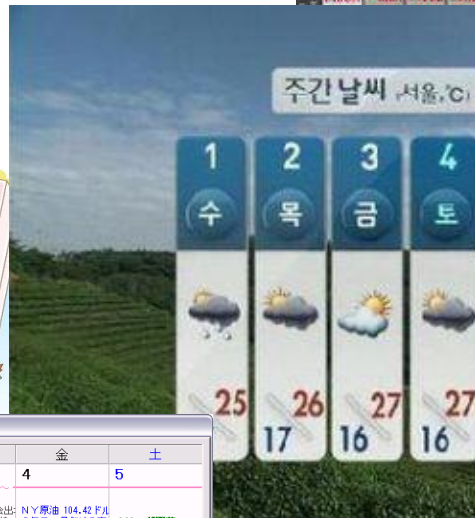 주간 날씨 (서울,℃)
1 2 3 4
수 목 금 토
25 26 27 27
17 16 16
金 土
4 5
NY原油 104.42ドル